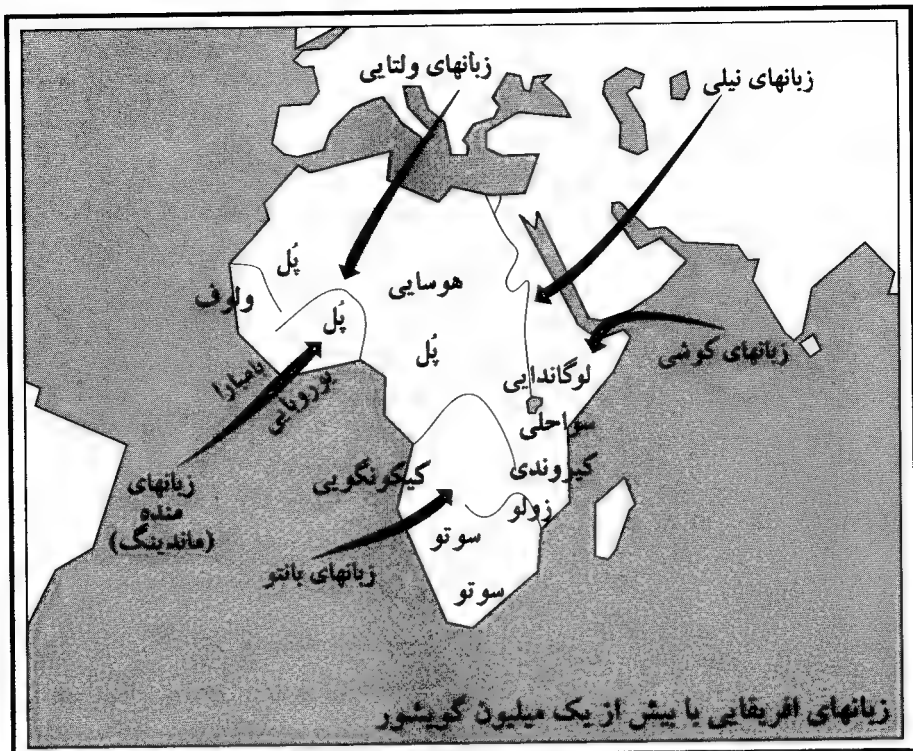 زبانهای ولتایی
زبانهای نیلی
پُل
هوسایی
ولوف
پُل
پُل
زبانهای کوشی
لوگاندایی
بامبارا
یوروبایی
سواحلی
کیروندی
کیکونگویی
زبانهای
منده
(ماندینگ)
زولو
سوتو
زبانهای بانتو
سوتو
زبانهای افریقایی با بیش از یک میلیون گویشور